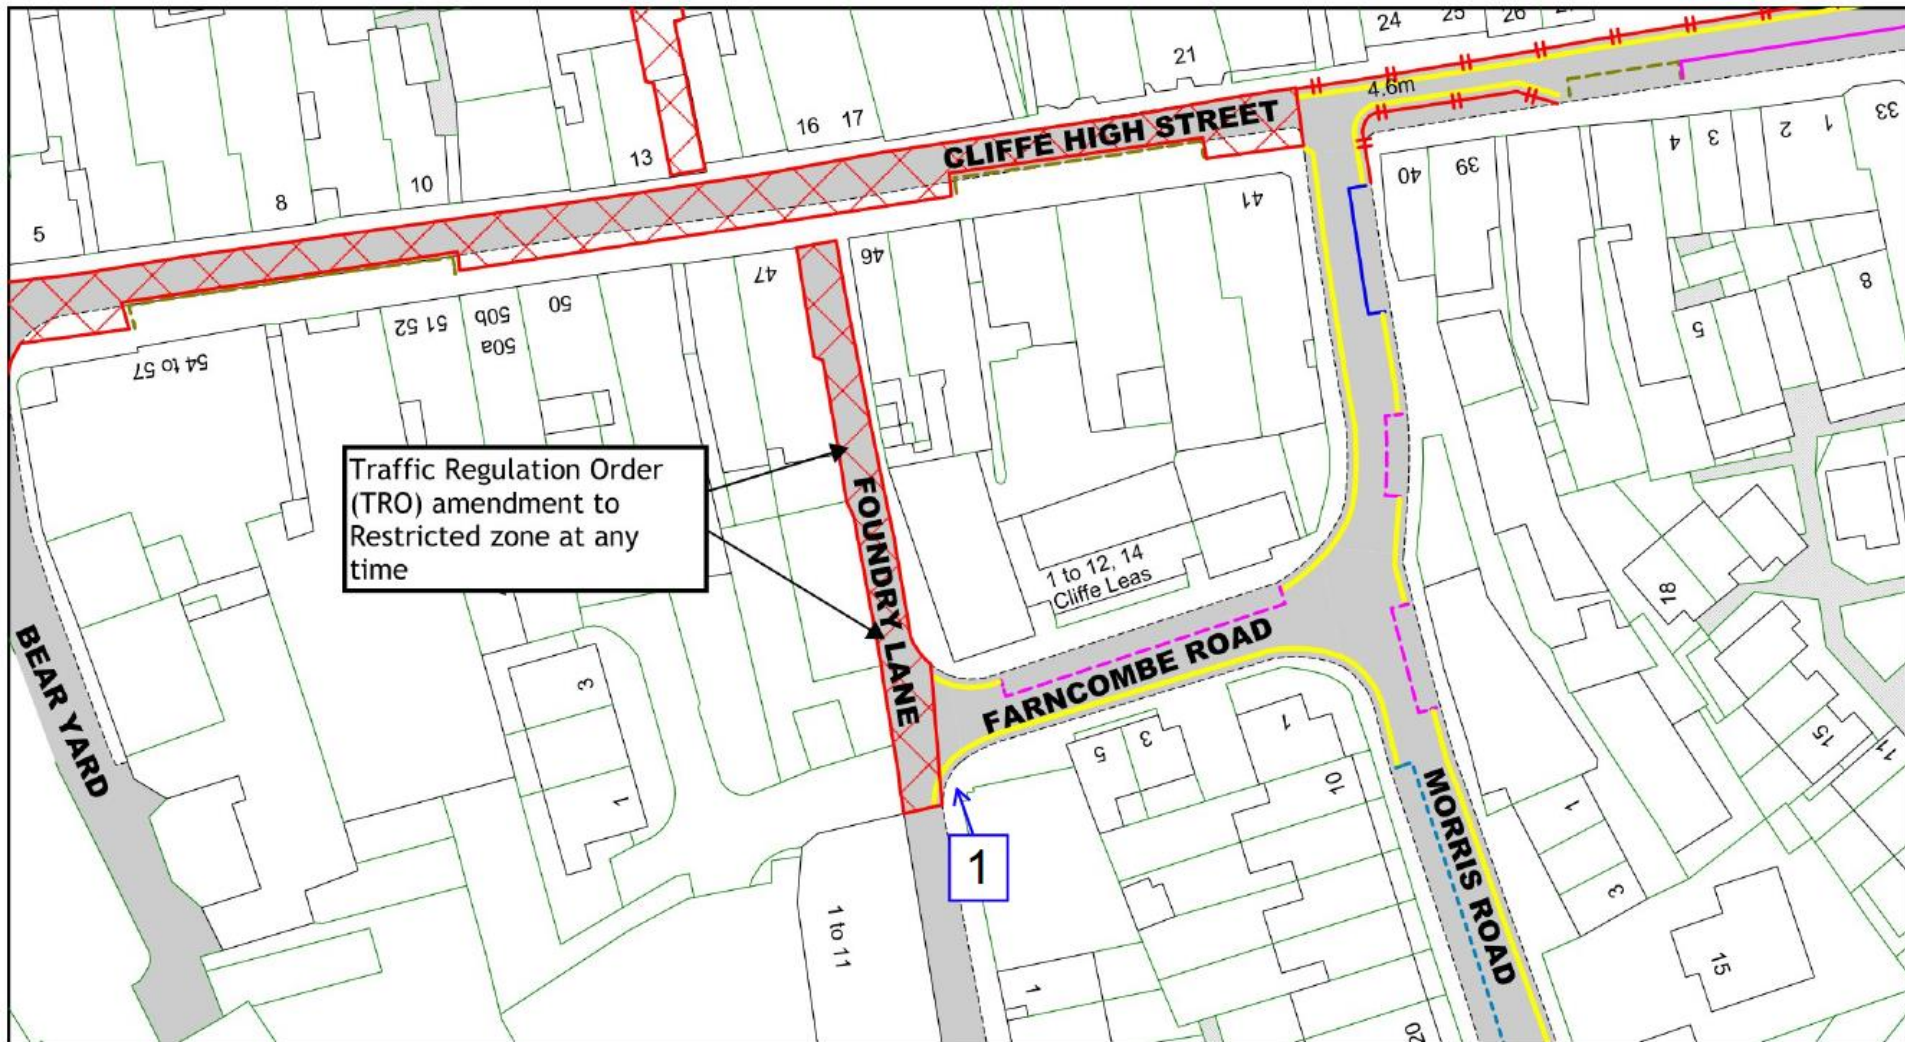 24
25
26
21
4.6m
CLIFFE HIGH STREET
16
17
13
10
8
5
33
1
2
3
4
39
40
41
46
47
50
50b
50a
51 52
54 to 57
8
5
Traffic Regulation Order
(TRO) amendment to
Restricted zone at any
time
FOUNDRY LANE
1 to 12, 14
Cliffe Leas
18
FARNCOMBE ROAD
BEAR YARD
3
1
5
3
1
10
15
11
MORRIS ROAD
1
3
1
1 to 11
1
15
20